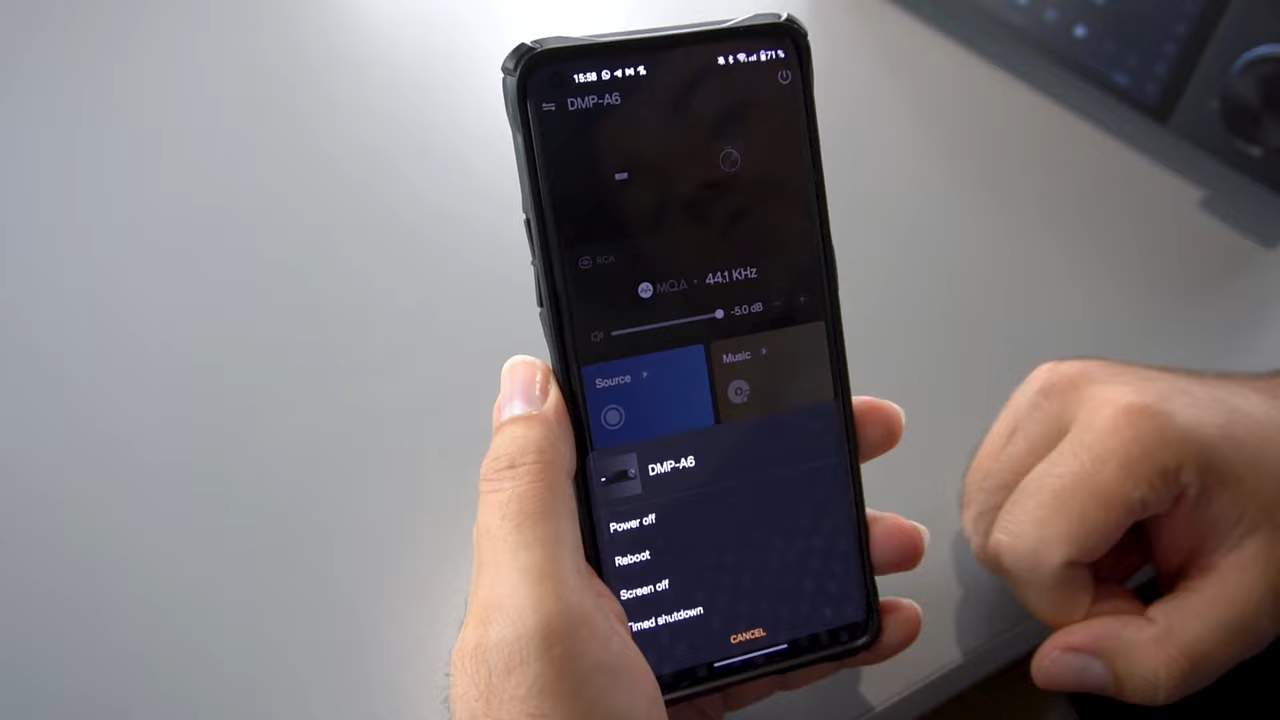 15:58 71%
DMP-A6
RCA
MQA · 44.1 KHz
-5.0 dB
Source
Music
DMP-A6
Power off
Reboot
Screen off
Timed shutdown
CANCEL